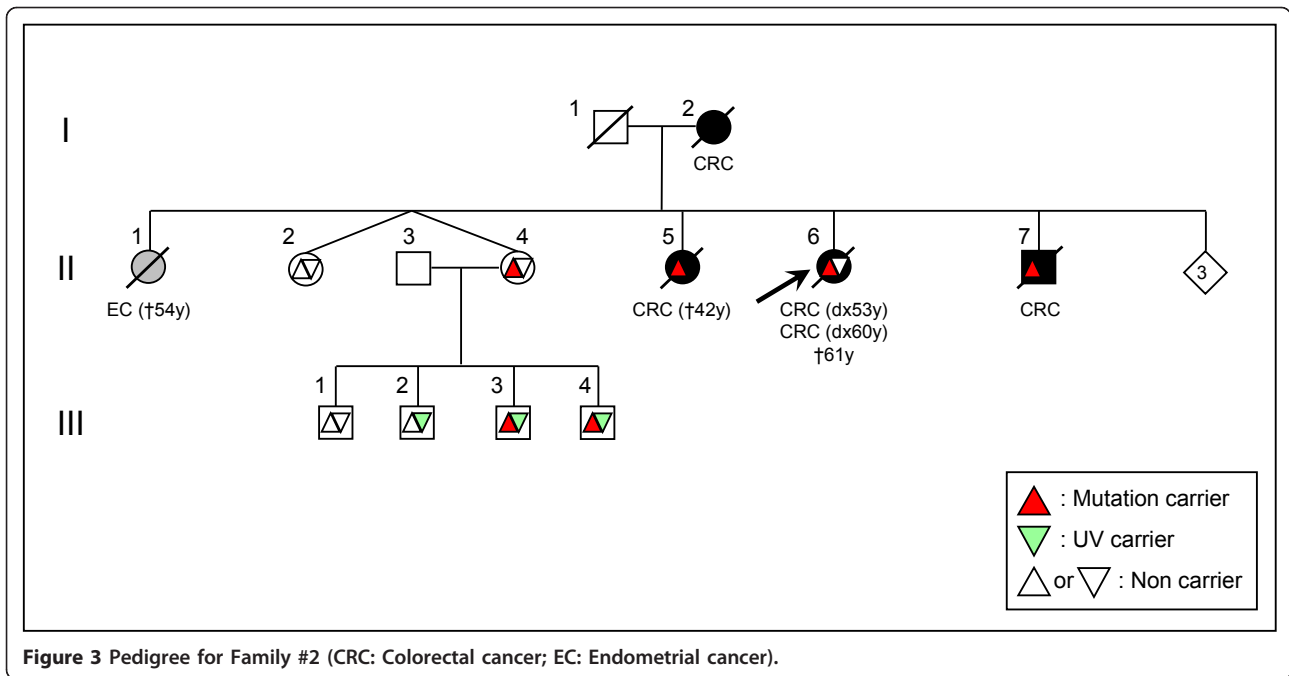 I
1
2
CRC
II
1
2
3
4
5
6
7
3
EC (†54y)
CRC (†42y)
CRC (dx53y)
CRC (dx60y)
†61y
CRC
III
1
2
3
4
: Mutation carrier
: UV carrier
or : Non carrier
Figure 3 Pedigree for Family #2 (CRC: Colorectal cancer; EC: Endometrial cancer).